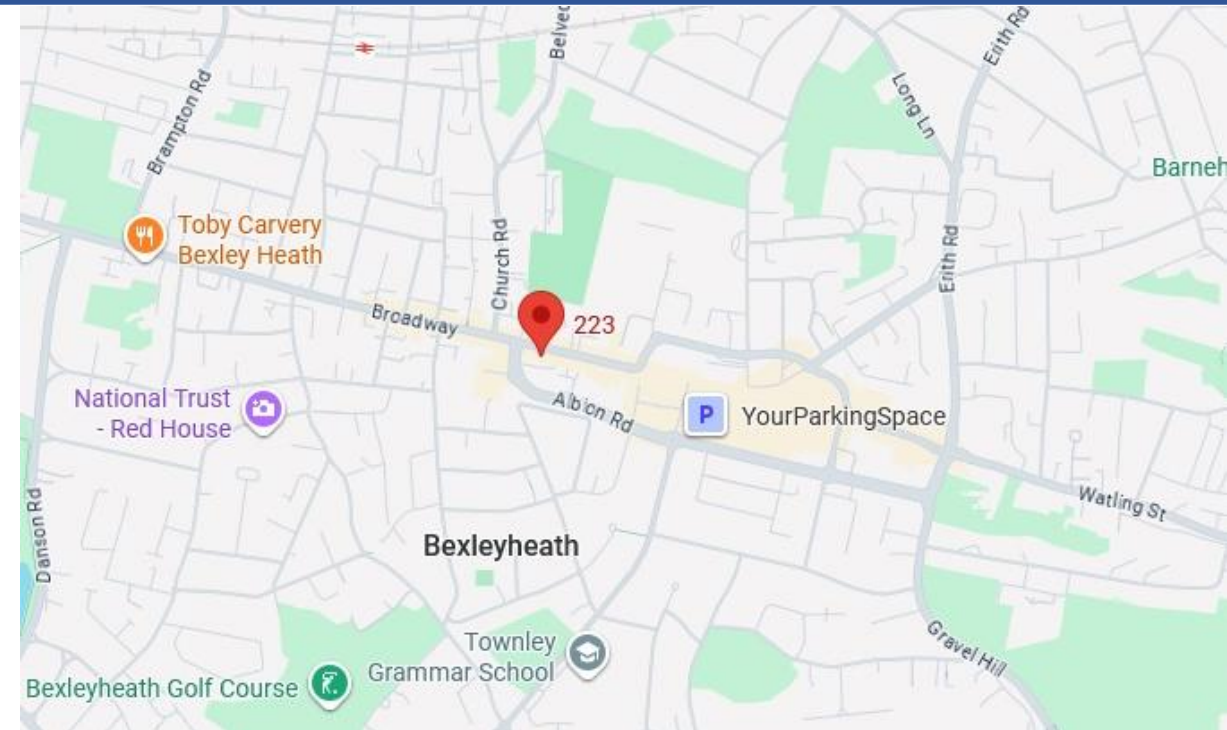 Belved
Erith Rd
Brampton Rd
Long Ln
Barneh
Toby Carvery
Bexley Heath
Church Rd
Erith Rd
Broadway
223
National Trust
- Red House
Albion Rd
P
YourParkingSpace
Danson Rd
Watling St
Bexleyheath
Townley
Grammar School
Gravel Hill
Bexleyheath Golf Course